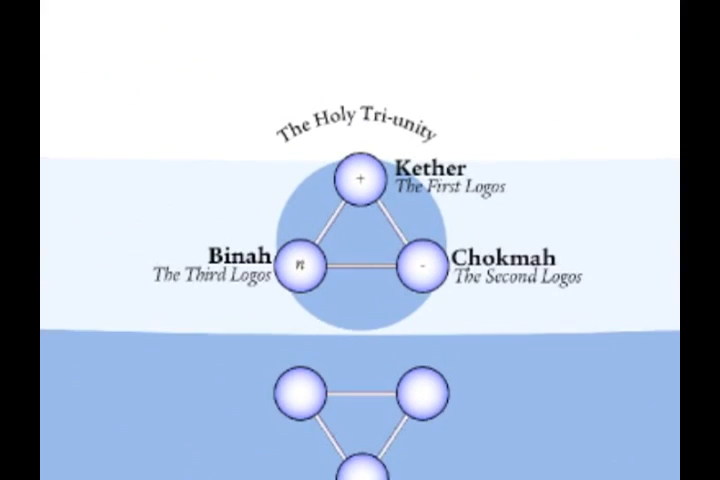 The Holy Tri-unity
+
Kether
The First Logos
Binah
The Third Logos
n
-
Chokmah
The Second Logos